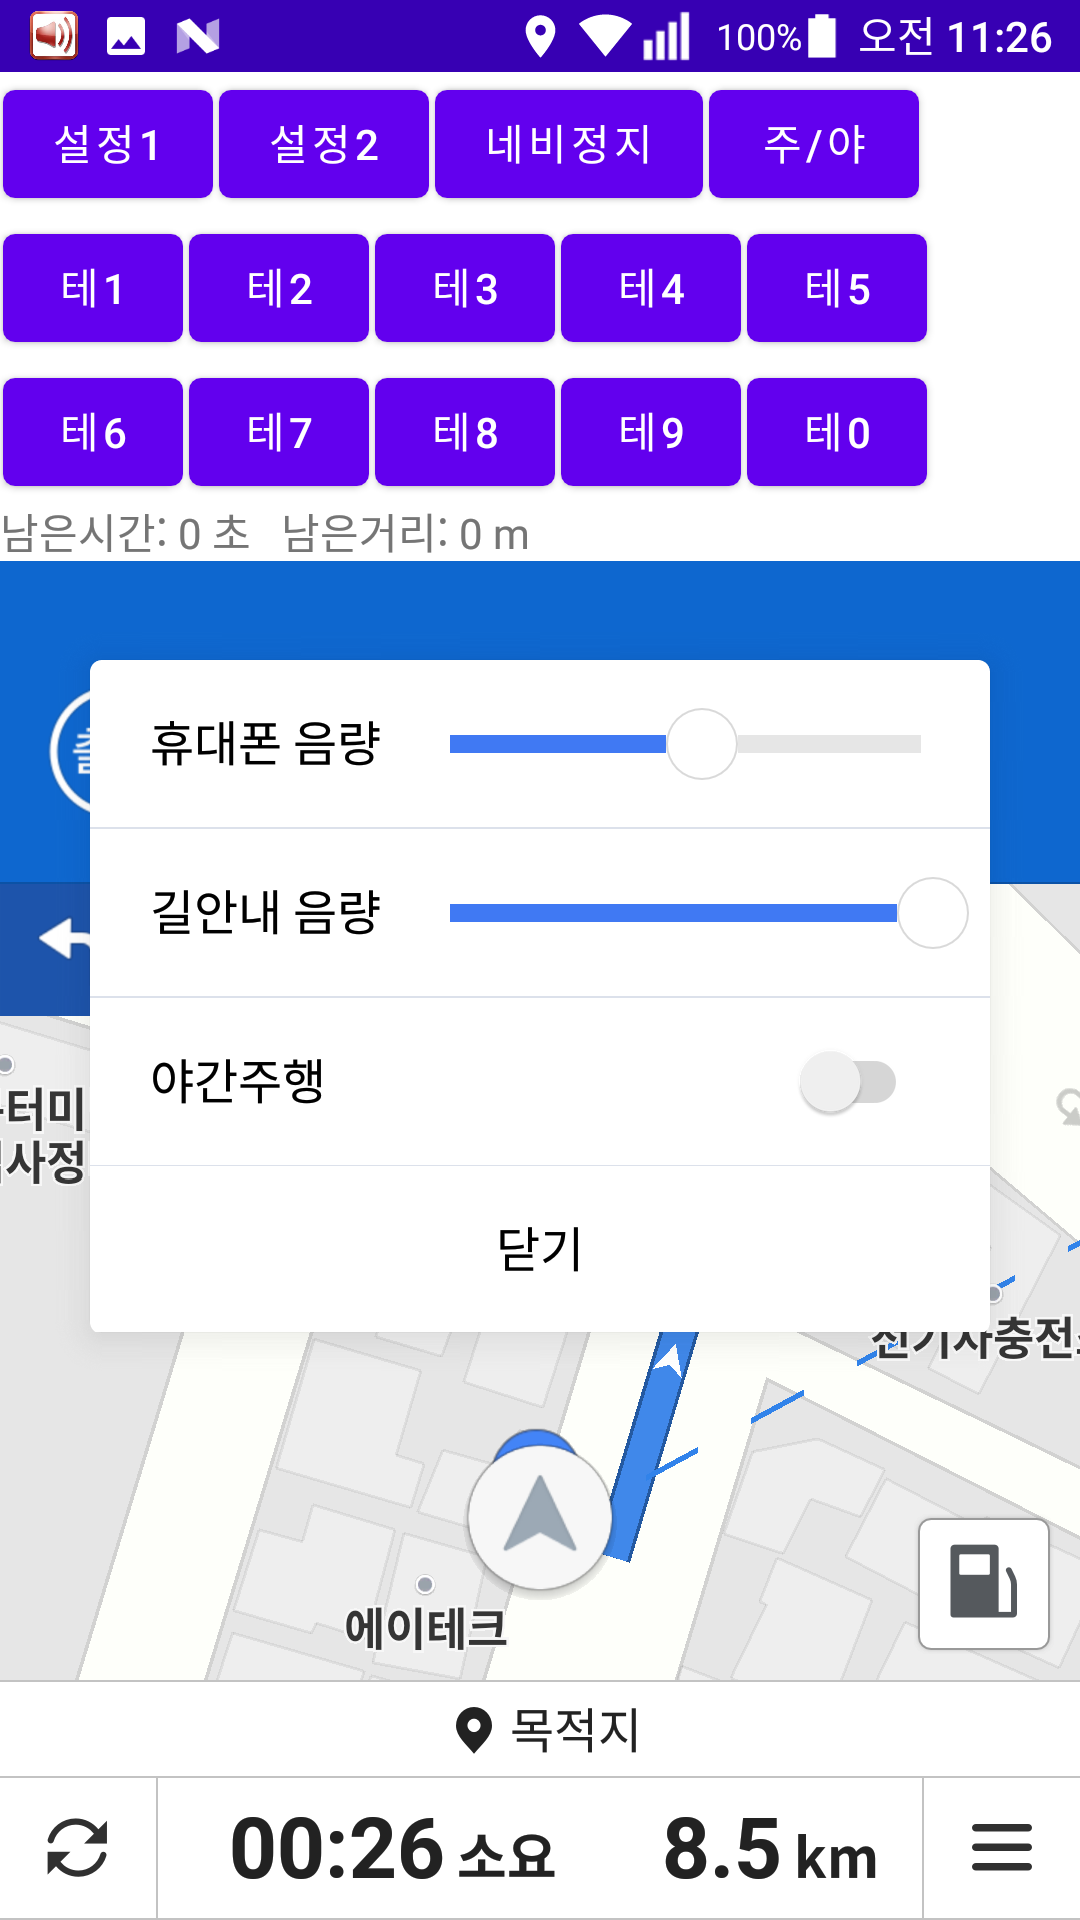 100% 오전 11:26
설정1 설정2 네비정지 주/야
테1 테2 테3 테4 테5
테6 테7 테8 테9 테0
남은시간: 0 초 남은거리: 0 m
휴대폰 음량
길안내 음량
야간주행
터미
사정
닫기
전기차충전
에이테크
목적지
00:26 소요 8.5 km